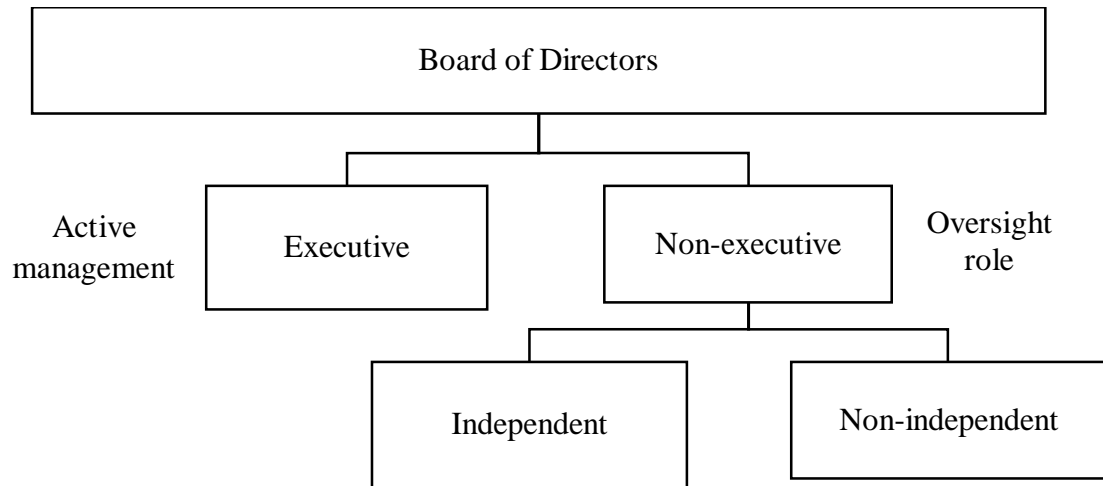 Board of Directors
Active
management
Executive
Non-executive
Oversight
role
Independent
Non-independent